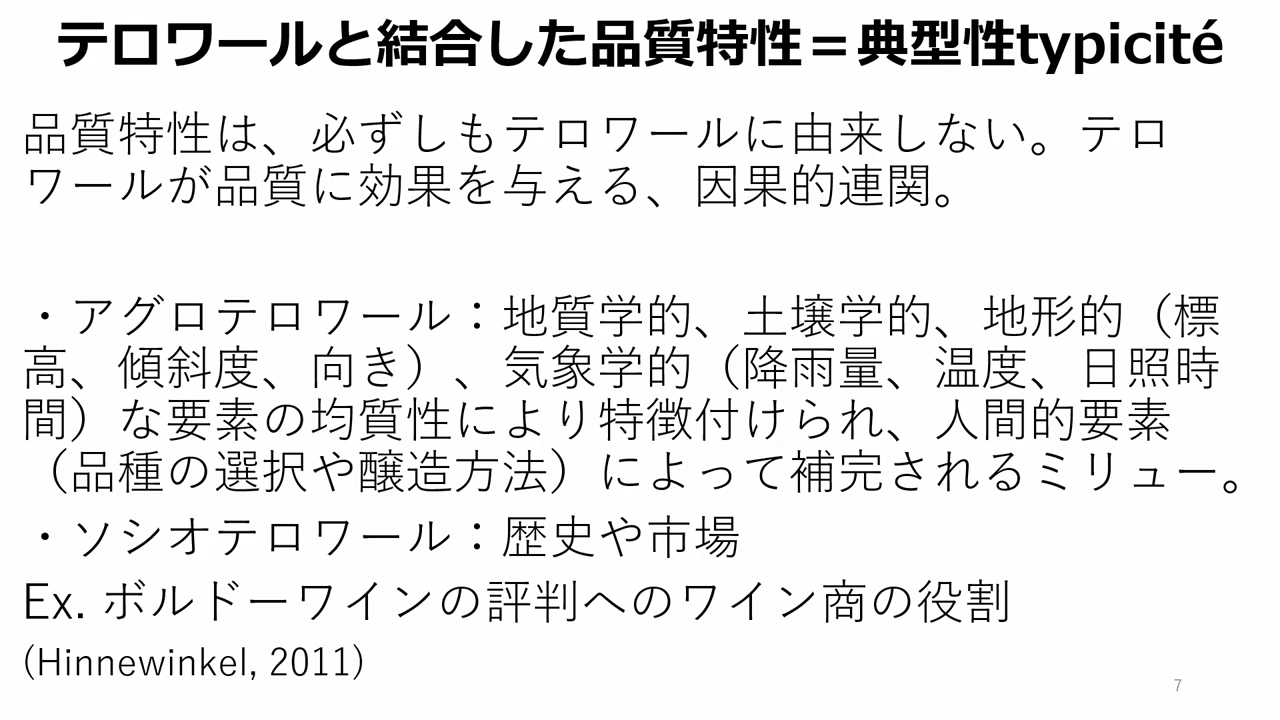 テロワールと結合した品質特性＝典型性typicité
品質特性は、必ずしもテロワールに由来しない。テロ
ワールが品質に効果を与える、因果的連関。
・アグロテロワール：地質学的、土壌学的、地形的（標
高、傾斜度、向き）、気象学的（降雨量、温度、日照時
間）な要素の均質性により特徴付けられ、人間的要素
（品種の選択や醸造方法）によって補完されるミリュー。
・ソシオテロワール：歴史や市場
Ex. ボルドーワインの評判へのワイン商の役割
(Hinnewinkel, 2011)
7